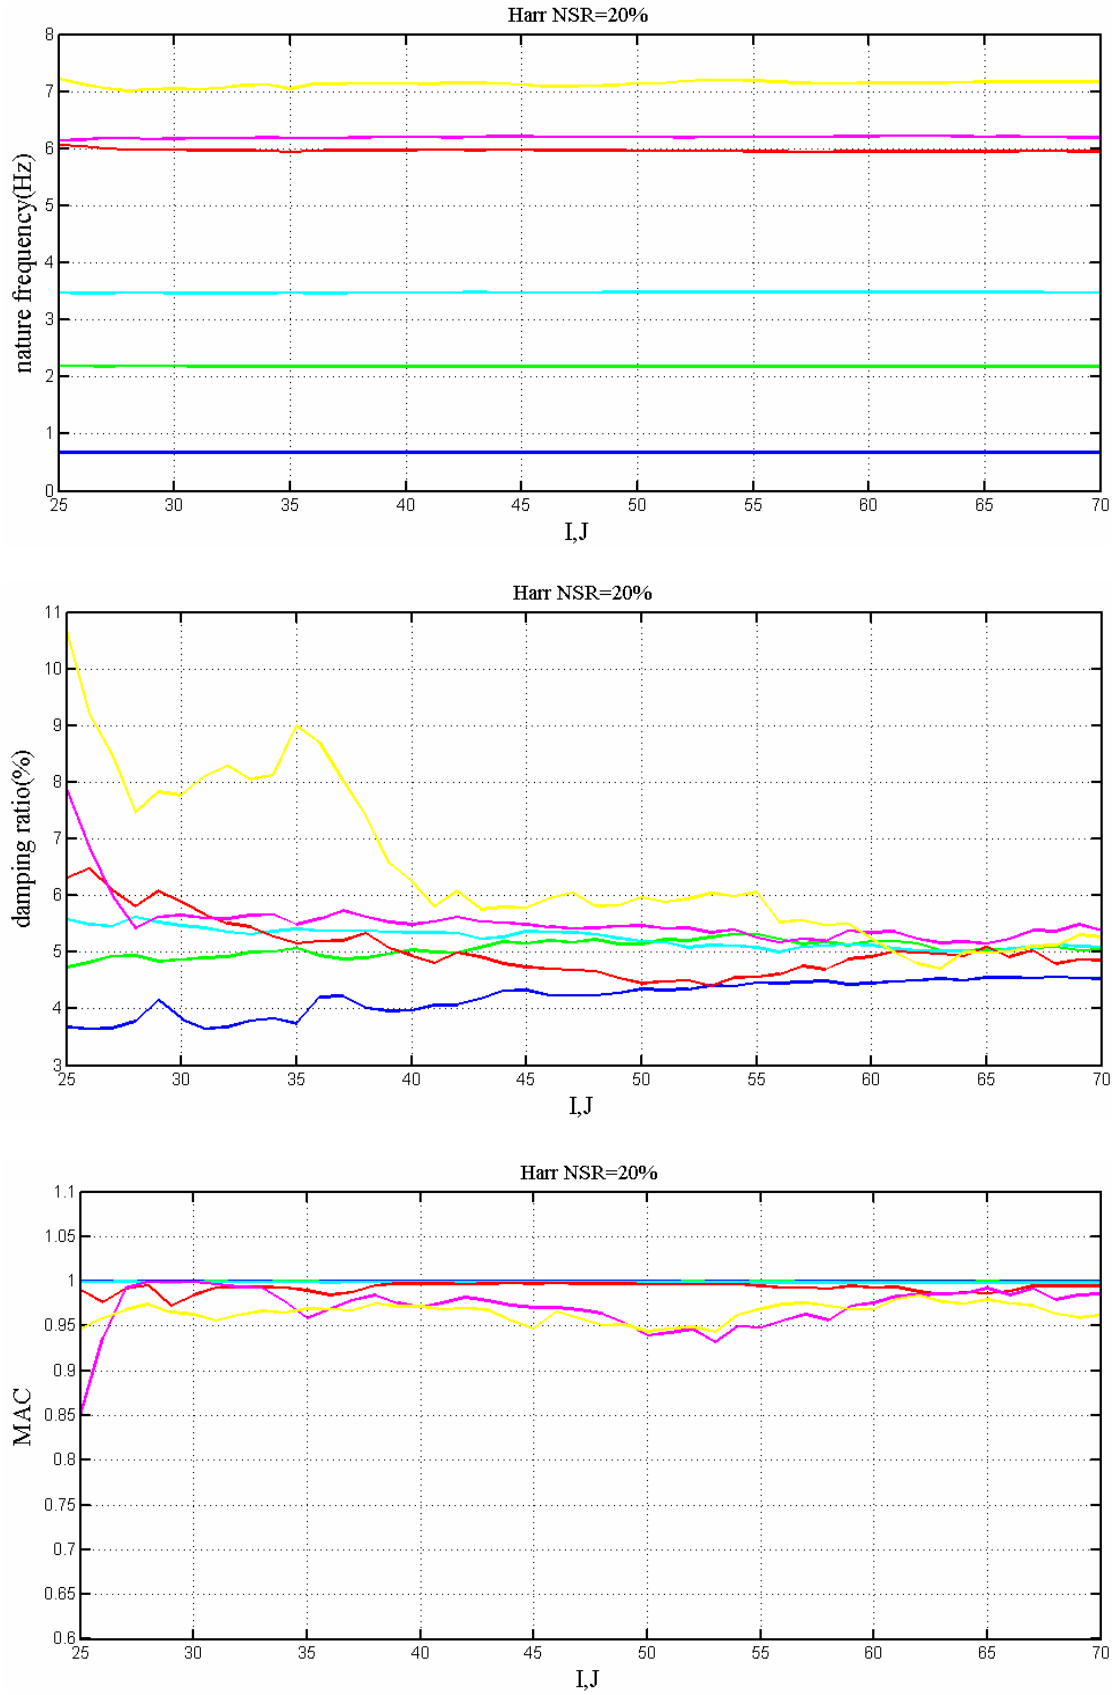 Harr NSR=20%
8
7
6
5
4
3
2
1
0
nature frequency(Hz)
25 30 35 40 45 50 55 60 65 70
I,J
Harr NSR=20%
11
10
9
8
7
6
5
4
3
damping ratio(%)
25 30 35 40 45 50 55 60 65 70
I,J
Harr NSR=20%
1.1
1.05
1
0.95
0.9
0.85
0.8
0.75
0.7
0.65
0.6
MAC
25 30 35 40 45 50 55 60 65 70
I,J